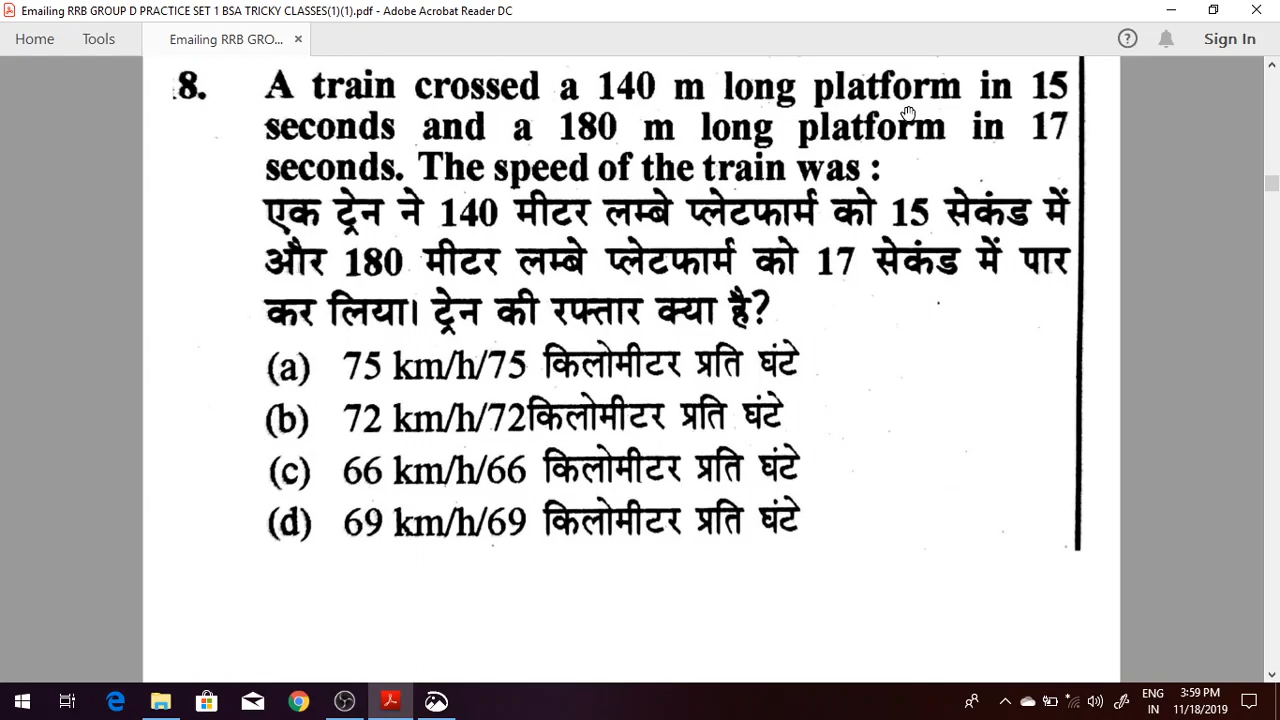 Emailing RRB GROUP D PRACTICE SET 1 BSA TRICKY CLASSES(1)(1).pdf - Adobe Acrobat Reader DC
Home Tools Emailing RRB GRO... × Sign In
8. A train crossed a 140 m long platform in 15
seconds and a 180 m long platform in 17
seconds. The speed of the train was :
एक ट्रेन ने 140 मीटर लम्बे प्लेटफार्म को 15 सेकंड में
और 180 मीटर लम्बे प्लेटफार्म को 17 सेकंड में पार
कर लिया। ट्रेन की रफ्तार क्या है?
(a) 75 km/h/75 किलोमीटर प्रति घंटे
(b) 72 km/h/72किलोमीटर प्रति घंटे
(c) 66 km/h/66 किलोमीटर प्रति घंटे
(d) 69 km/h/69 किलोमीटर प्रति घंटे
ENG 3:59 PM
IN 11/18/2019